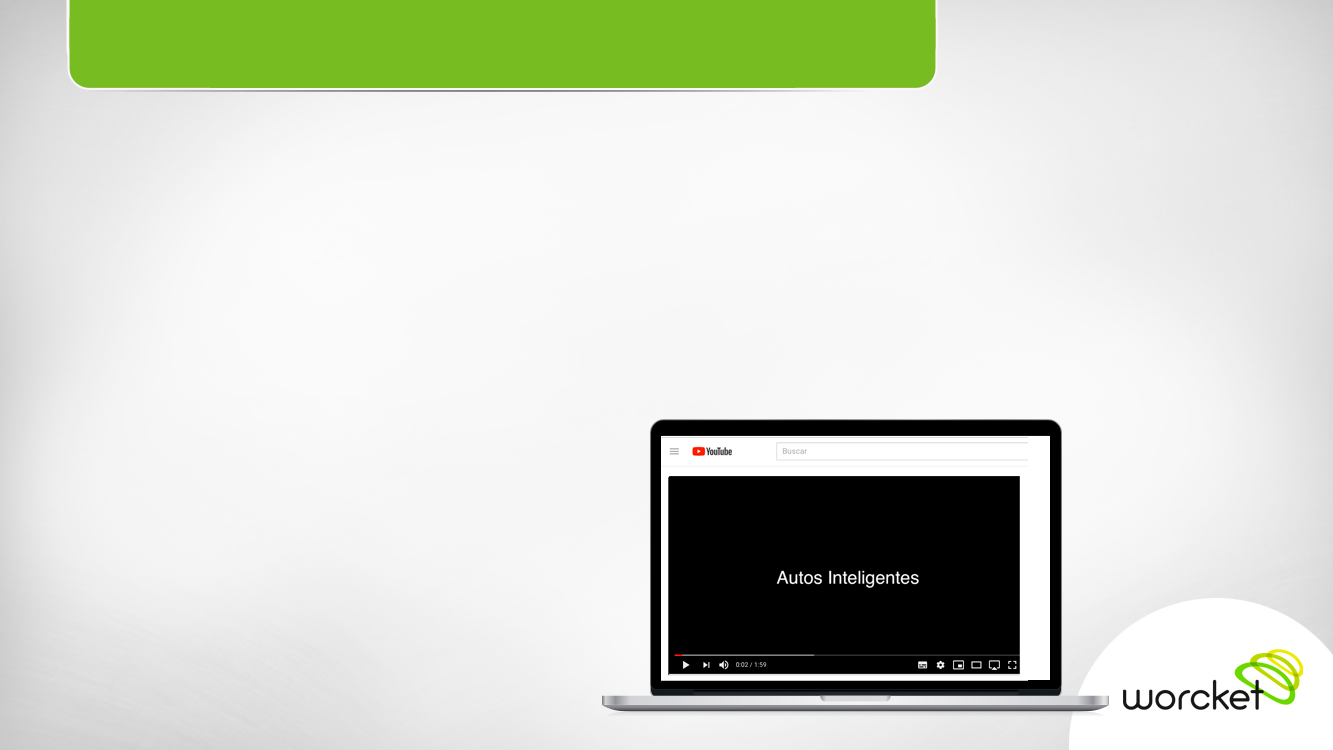 YouTube
Buscar
Autos Inteligentes
0:02 / 1:59
worcket